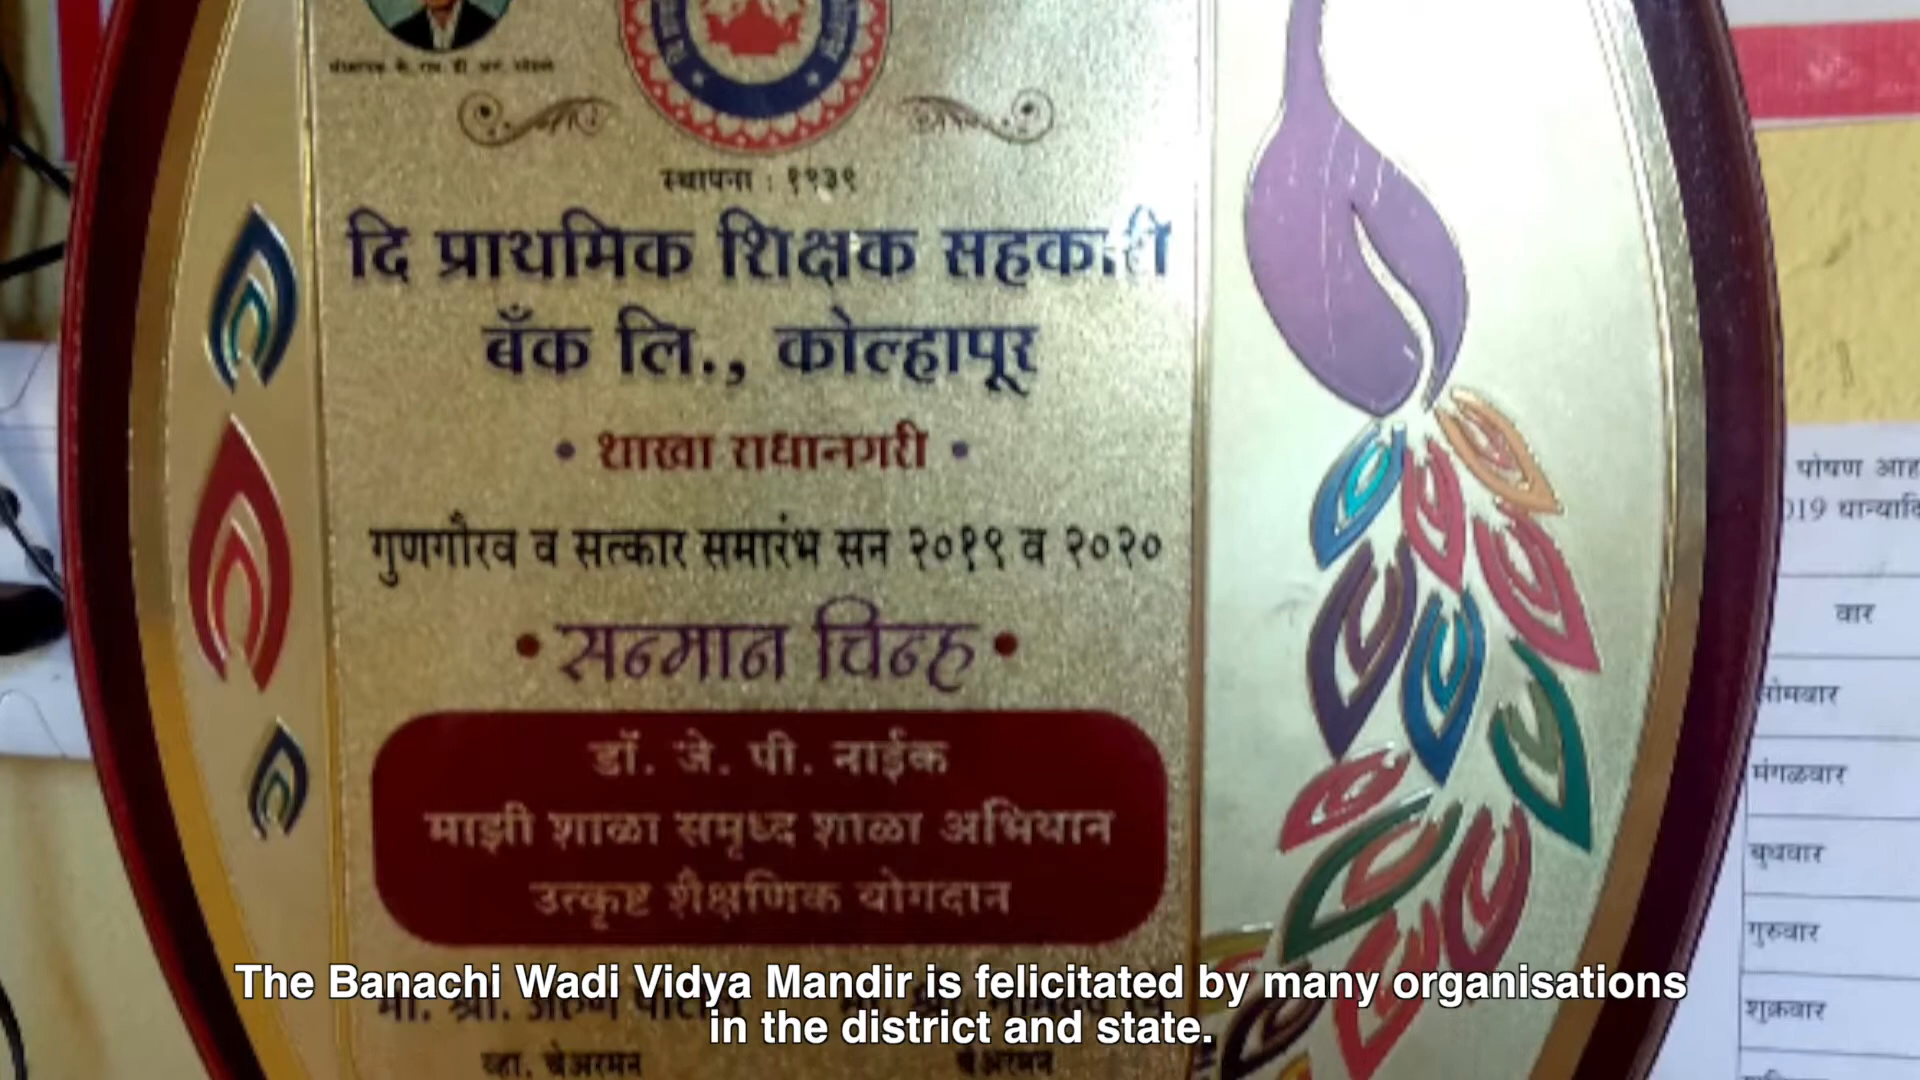 स्थापना : १९३९
दि प्राथमिक शिक्षक सहकारी
बँक लि., कोल्हापूर
• शाखा राधानगरी •
गुणगौरव व सत्कार समारंभ सन २०१९ व २०२०
• सन्मान चिन्ह •
डॉ. जे. पी. नाईक
माझी शाळा समृध्द शाळा अभियान
उत्कृष्ट शैक्षणिक योगदान
मा. श्री.
व्हा. चेअरमन चेअरमन
The Banachi Wadi Vidya Mandir is felicitated by many organisations
in the district and state.
पोषण आह
019 धान्यादि
वार
सोमवार
मंगळवार
बुधवार
गुरुवार
शुक्रवार